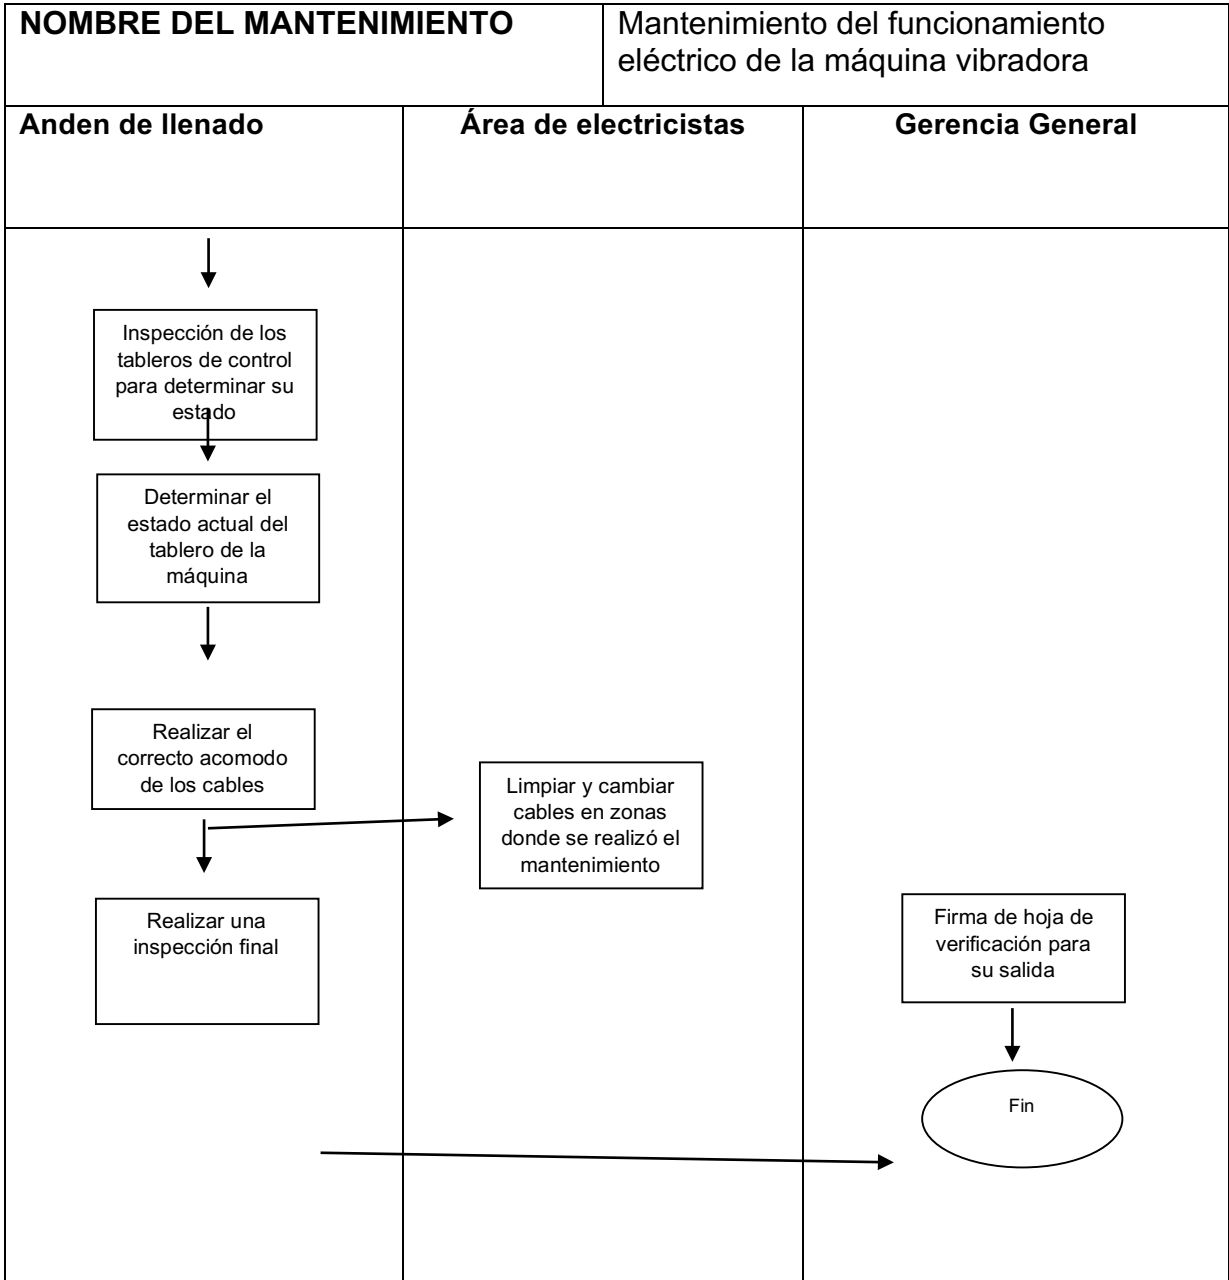 NOMBRE DEL MANTENIMIENTO
Mantenimiento del funcionamiento
eléctrico de la máquina vibradora
Anden de llenado
Área de electricistas
Gerencia General
Inspección de los
tableros de control
para determinar su
estado
Determinar el
estado actual del
tablero de la
máquina
Realizar el
correcto acomodo
de los cables
Limpiar y cambiar
cables en zonas
donde se realizó el
mantenimiento
Realizar una
inspección final
Firma de hoja de
verificación para
su salida
Fin